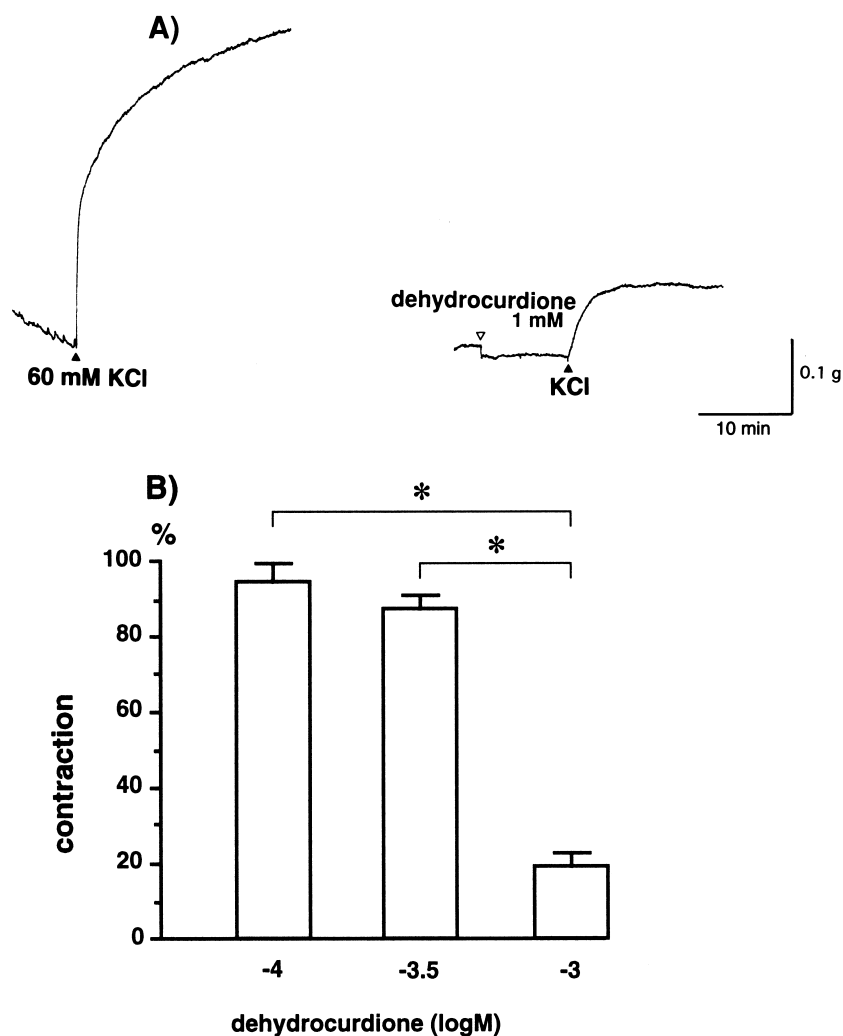 A)
dehydrocurdione
1 mM
60 mM KCl
KCl
0.1 g
10 min
B)
%
*
*
100
80
60
40
20
0
contraction
-4 -3.5 -3
dehydrocurdione (logM)